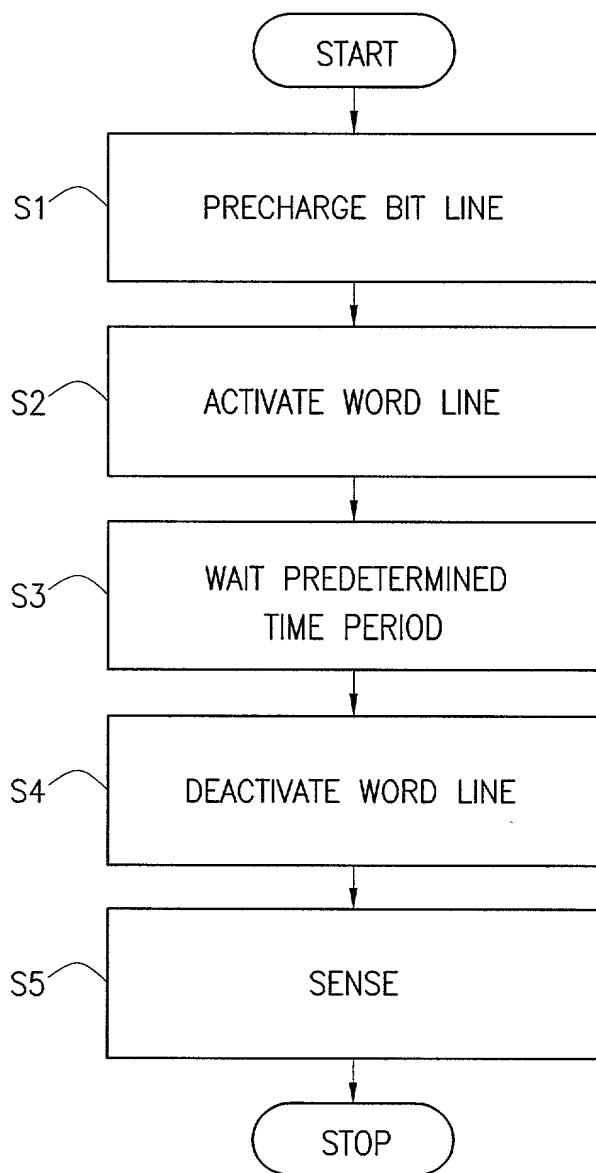 START
S1
PRECHARGE BIT LINE
S2
ACTIVATE WORD LINE
S3
WAIT PREDETERMINED
TIME PERIOD
S4
DEACTIVATE WORD LINE
S5
SENSE
STOP